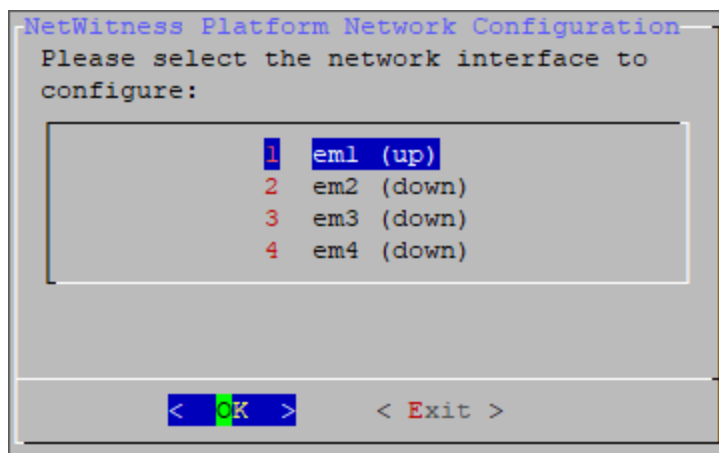 NetWitness Platform Network Configuration
Please select the network interface to
configure:
1 em1 (up)
2 em2 (down)
3 em3 (down)
4 em4 (down)
< OK > < Exit >